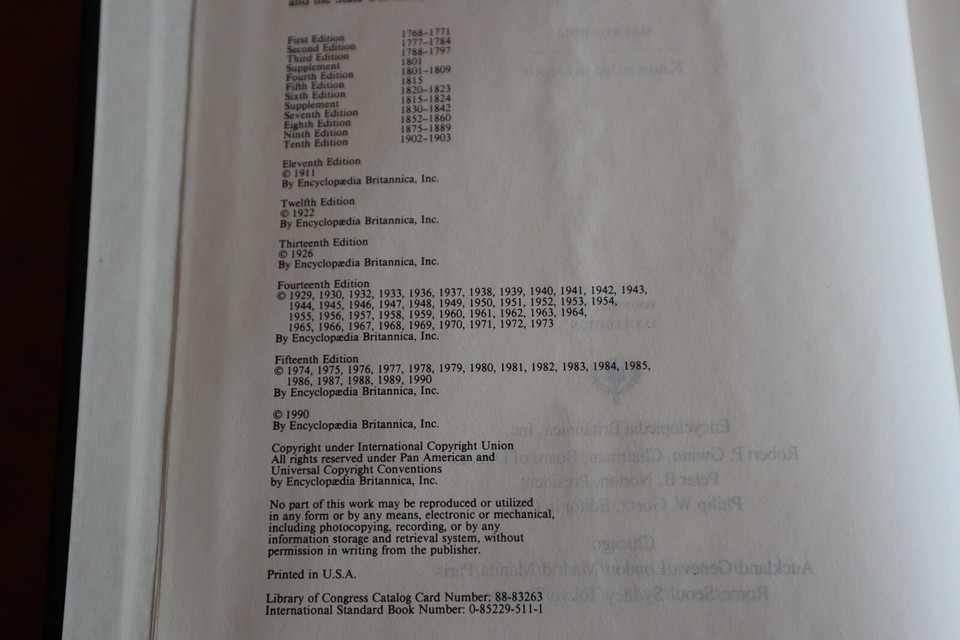 and the State
First Edition 1768–1771
Second Edition 1777–1784
Third Edition 1788–1797
Supplement 1801
Fourth Edition 1801–1809
Fifth Edition 1815
Sixth Edition 1820–1823
Supplement 1815–1824
Seventh Edition 1830–1842
Eighth Edition 1852–1860
Ninth Edition 1875–1889
Tenth Edition 1902–1903
Eleventh Edition
© 1911
By Encyclopædia Britannica, Inc.
Twelfth Edition
© 1922
By Encyclopædia Britannica, Inc.
Thirteenth Edition
© 1926
By Encyclopædia Britannica, Inc.
Fourteenth Edition
© 1929, 1930, 1932, 1933, 1936, 1937, 1938, 1939, 1940, 1941, 1942, 1943,
1944, 1945, 1946, 1947, 1948, 1949, 1950, 1951, 1952, 1953, 1954,
1955, 1956, 1957, 1958, 1959, 1960, 1961, 1962, 1963, 1964,
1965, 1966, 1967, 1968, 1969, 1970, 1971, 1972, 1973
By Encyclopædia Britannica, Inc.
Fifteenth Edition
© 1974, 1975, 1976, 1977, 1978, 1979, 1980, 1981, 1982, 1983, 1984, 1985,
1986, 1987, 1988, 1989, 1990
By Encyclopædia Britannica, Inc.
© 1990
By Encyclopædia Britannica, Inc.
Copyright under International Copyright Union
All rights reserved under Pan American and
Universal Copyright Conventions
by Encyclopædia Britannica, Inc.
No part of this work may be reproduced or utilized
in any form or by any means, electronic or mechanical,
including photocopying, recording, or by any
information storage and retrieval system, without
permission in writing from the publisher.
Printed in U.S.A.
Library of Congress Catalog Card Number: 88-83263
International Standard Book Number: 0-85229-511-1